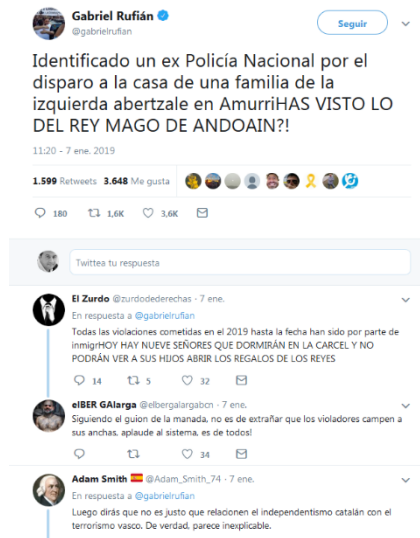 Gabriel Rufián
@gabrielrufian
Seguir
Identificado un ex Policía Nacional por el
disparo a la casa de una familia de la
izquierda abertzale en AmurriHAS VISTO LO
DEL REY MAGO DE ANDOAIN?!
11:20 - 7 ene. 2019
1.599 Retweets 3.648 Me gusta
180 1,6K 3,6K
Twittea tu respuesta
El Zurdo @zurdodederechas · 7 ene.
En respuesta a @gabrielrufian
Todas las violaciones cometidas en el 2019 hasta la fecha han sido por parte de
inmigrHOY HAY NUEVE SEÑORES QUE DORMIRÁN EN LA CARCEL Y NO
PODRÁN VER A SUS HIJOS ABRIR LOS REGALOS DE LOS REYES
14 5 32
elBER GAlarga @elbergalargabcn · 7 ene.
Siguiendo el guion de la manada, no es de extrañar que los violadores campen a
sus anchas, aplaude al sistema, es de todos!
34
Adam Smith @Adam_Smith_74 · 7 ene.
En respuesta a @gabrielrufian
Luego dirás que no es justo que relacionen el independentismo catalán con el
terrorismo vasco. De verdad, parece inexplicable.